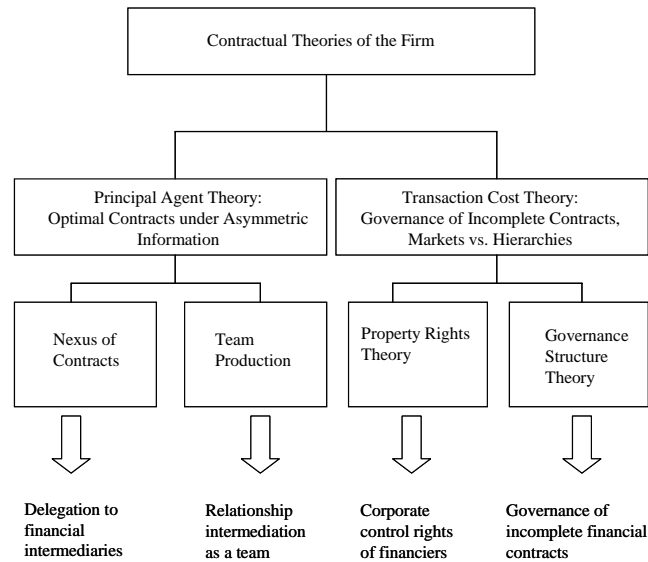 Contractual Theories of the Firm
Principal Agent Theory:
Optimal Contracts under Asymmetric
Information
Transaction Cost Theory:
Governance of Incomplete Contracts,
Markets vs. Hierarchies
Nexus of
Contracts
Team
Production
Property Rights
Theory
Governance
Structure
Theory
Delegation to
financial
intermediaries
Relationship
intermediation
as a team
Corporate
control rights
of financiers
Governance of
incomplete financial
contracts